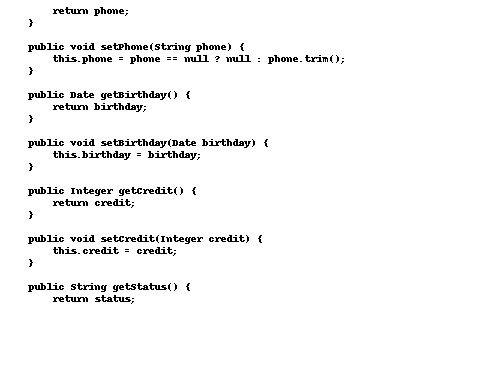 return phone;
}

public void setPhone(String phone) {
    this.phone = phone == null ? null : phone.trim();
}

public Date getBirthday() {
    return birthday;
}

public void setBirthday(Date birthday) {
    this.birthday = birthday;
}

public Integer getCredit() {
    return credit;
}

public void setCredit(Integer credit) {
    this.credit = credit;
}

public String getStatus() {
    return status;